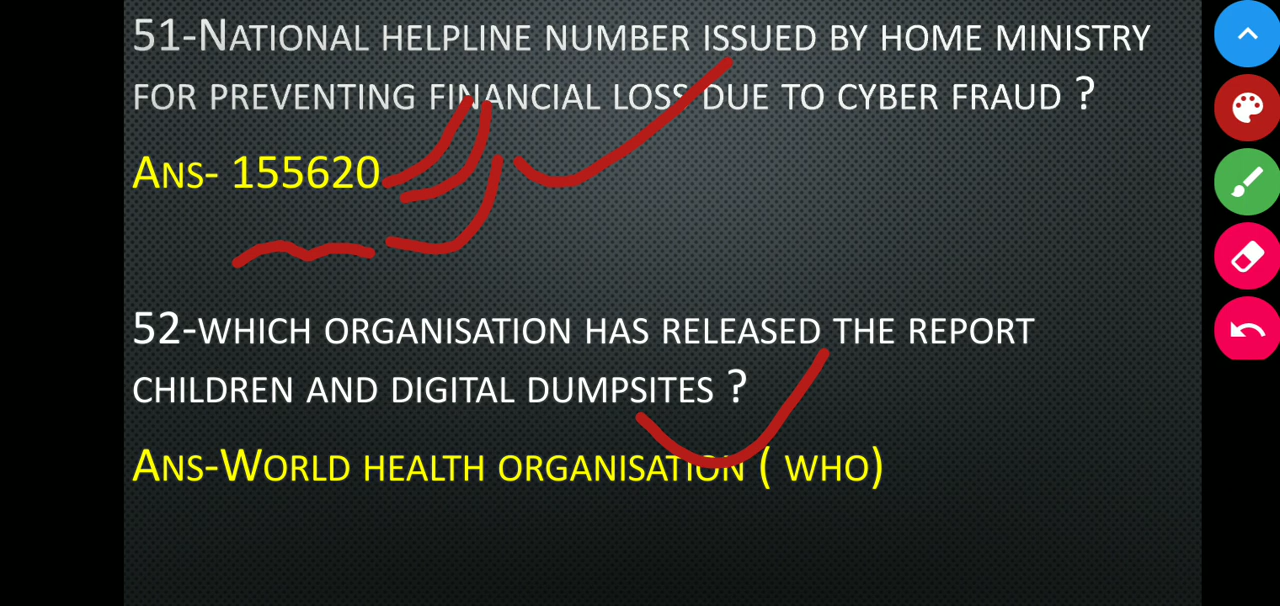 51-National helpline number issued by home ministry
for preventing financial loss due to cyber fraud ?
Ans- 155620
52-which organisation has released the report
children and digital dumpsites ?
Ans-World health organisation ( who)